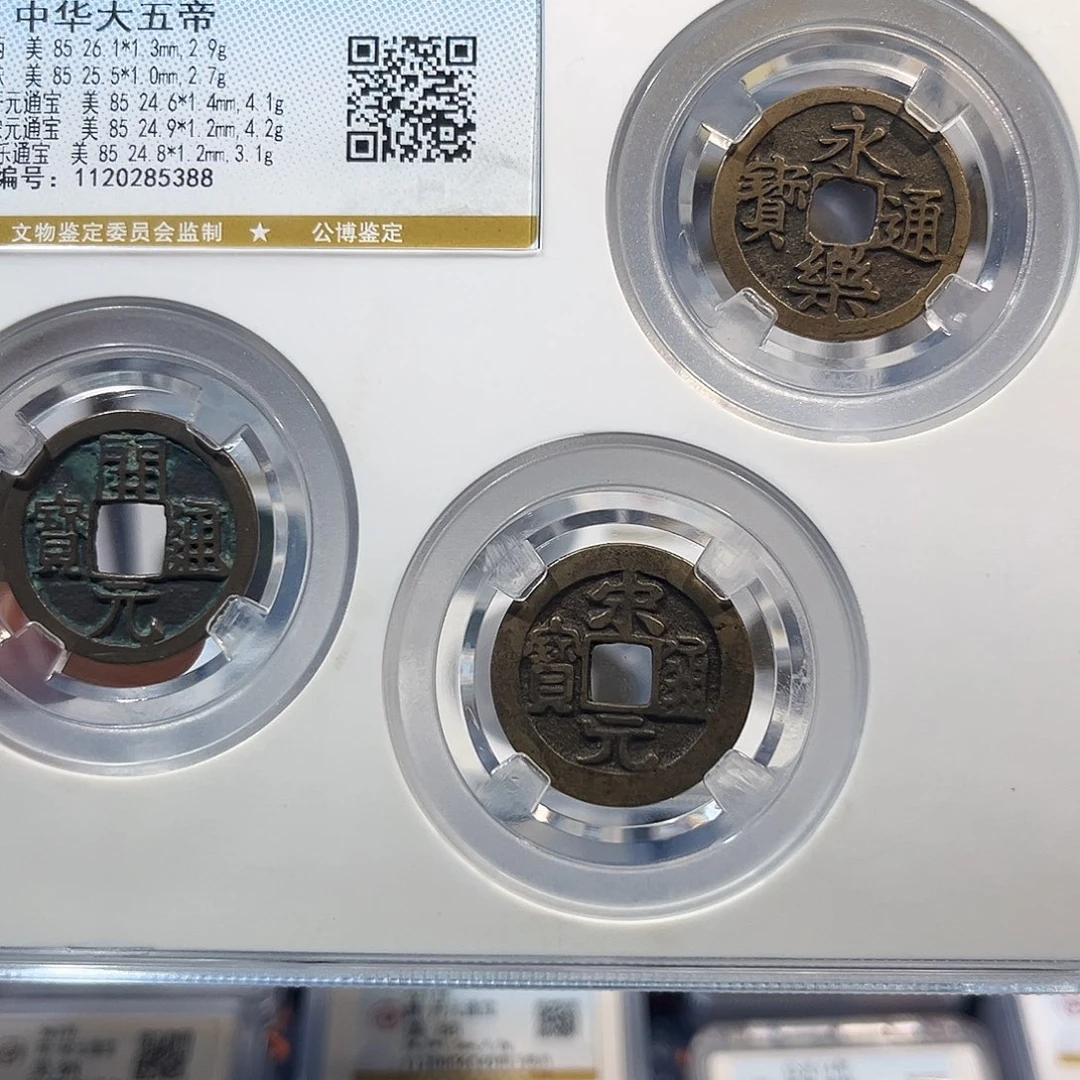 中华大五帝
美 85 26.1*1.3mm,2.9g
美 85 25.5*1.0mm,2.7g
元通宝 美 85 24.6*1.4mm,4.1g
元通宝 美 85 24.9*1.2mm,4.2g
乐通宝 美 85 24.8*1.2mm,3.1g
编号：1120285388
文物鉴定委员会监制 ★ 公博鉴定
永樂通寶
開元通寶
宋元通寶